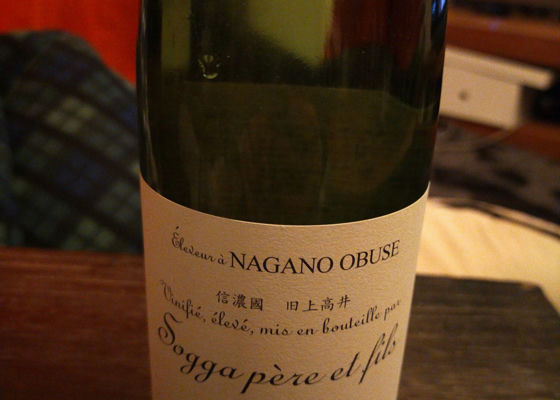 Éleveur à NAGANO OBUSE
信濃國 旧上高井
Vinifié, élevé, mis en bouteille par
Sogga père et fils